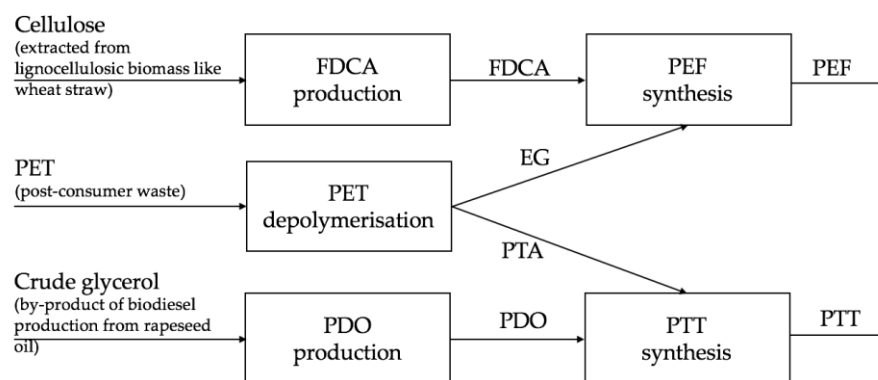 Cellulose
(extracted from
lignocellulosic biomass like
wheat straw)
FDCA
production
FDCA
PEF
synthesis
PEF
PET
(post-consumer waste)
PET
depolymerisation
EG
PTA
Crude glycerol
(by-product of biodiesel
production from rapeseed
oil)
PDO
production
PDO
PTT
synthesis
PTT